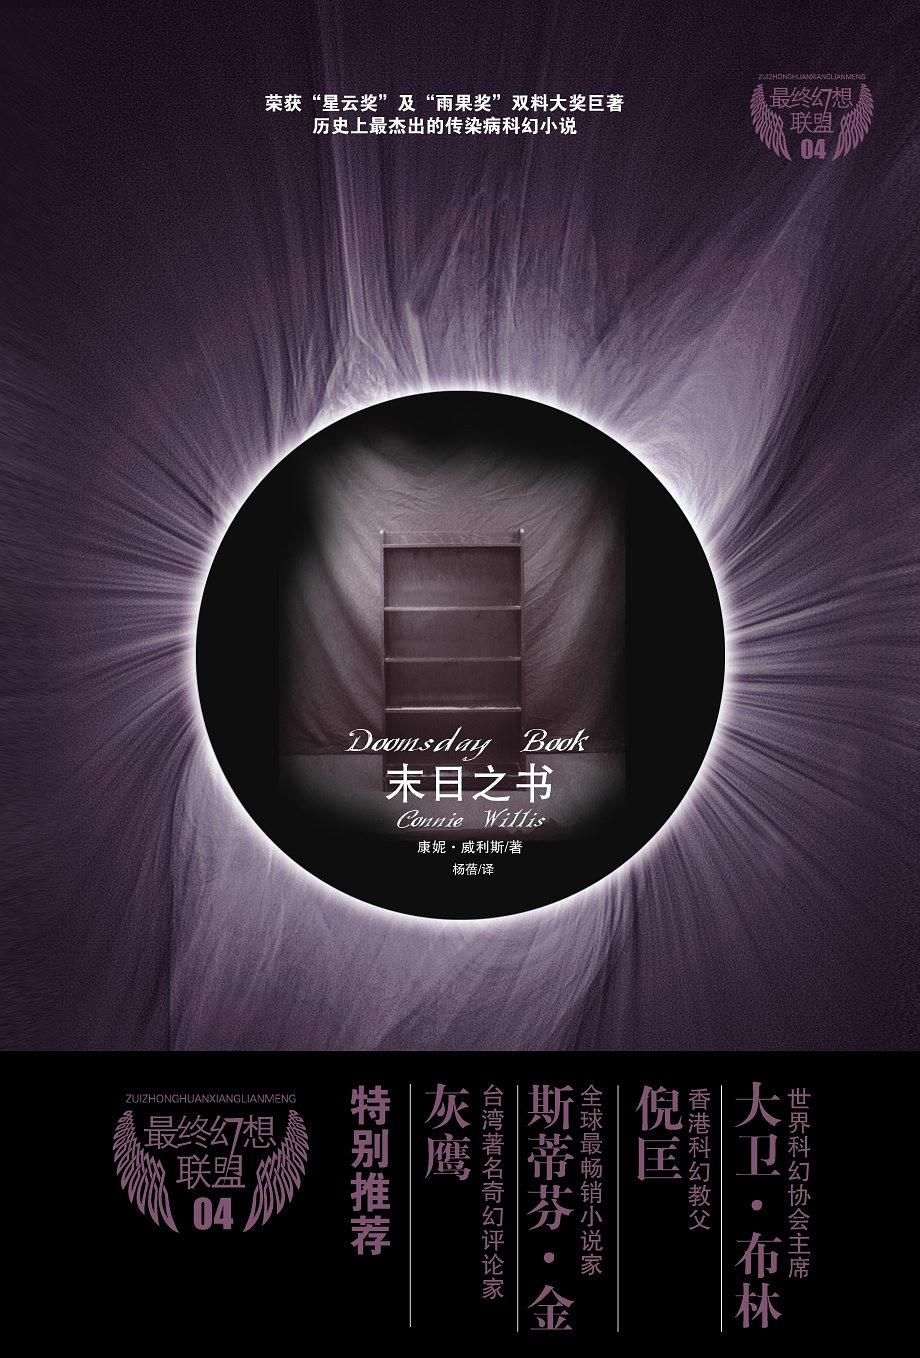 荣获“星云奖”及“雨果奖”双料大奖巨著
历史上最杰出的传染病科幻小说
ZUIZHONGHUANXIANGLIANMENG
最终幻想
联盟
04
Doomsday Book
末日之书
Connie Willis
康妮·威利斯/著
杨蓓/译
世界科幻协会主席
大卫·布林
香港科幻教父
倪匡
全球最畅销小说家
斯蒂芬·金
台湾著名奇幻评论家
灰鹰
特别推荐
ZUIZHONGHUANXIANGLIANMENG
最终幻想
联盟
04